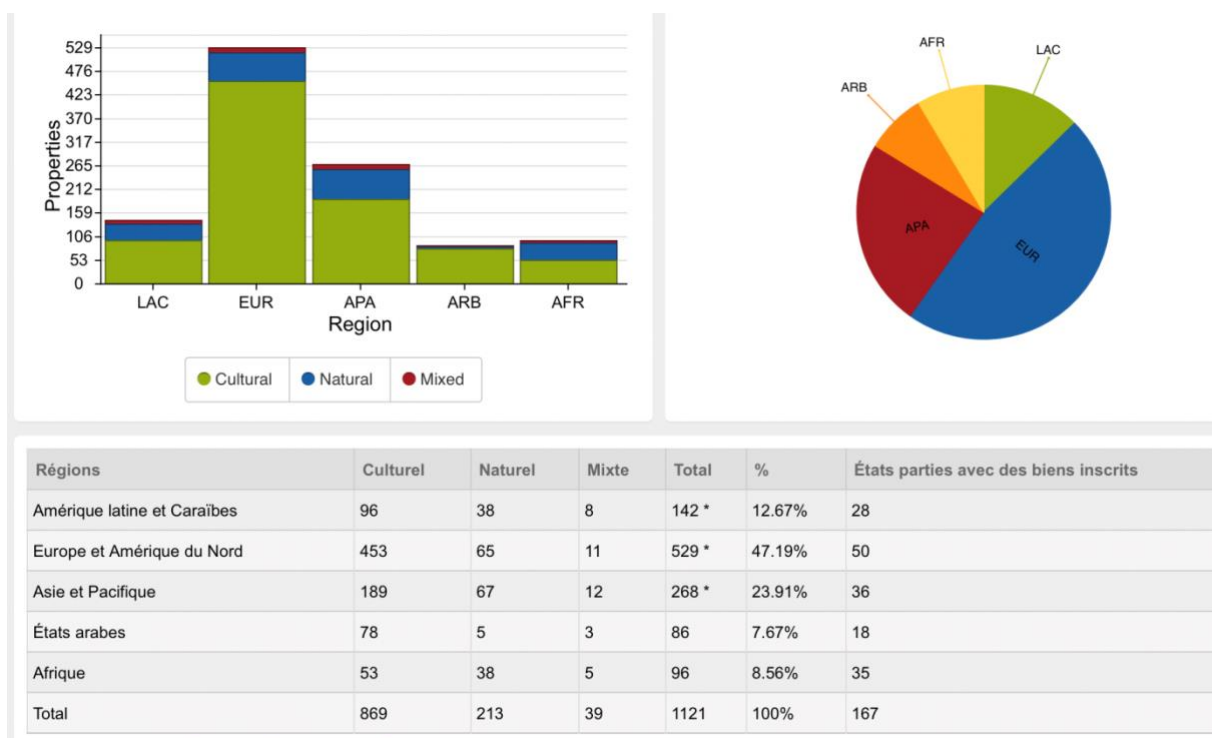 529
476
423
370
317
265
212
159
106
53
0
Properties
LAC EUR APA ARB AFR
Region
Cultural Natural Mixed
AFR
LAC
ARB
APA
EUR
Régions Culturel Naturel Mixte Total % États parties avec des biens inscrits
Amérique latine et Caraïbes 96 38 8 142 * 12.67% 28
Europe et Amérique du Nord 453 65 11 529 * 47.19% 50
Asie et Pacifique 189 67 12 268 * 23.91% 36
États arabes 78 5 3 86 7.67% 18
Afrique 53 38 5 96 8.56% 35
Total 869 213 39 1121 100% 167